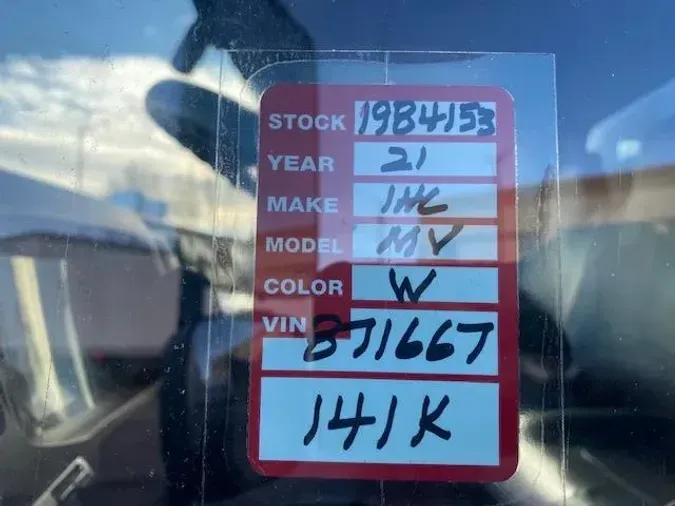 STOCK 1984153
YEAR 21
MAKE IHC
MODEL MV
COLOR W
VIN
871667
141K